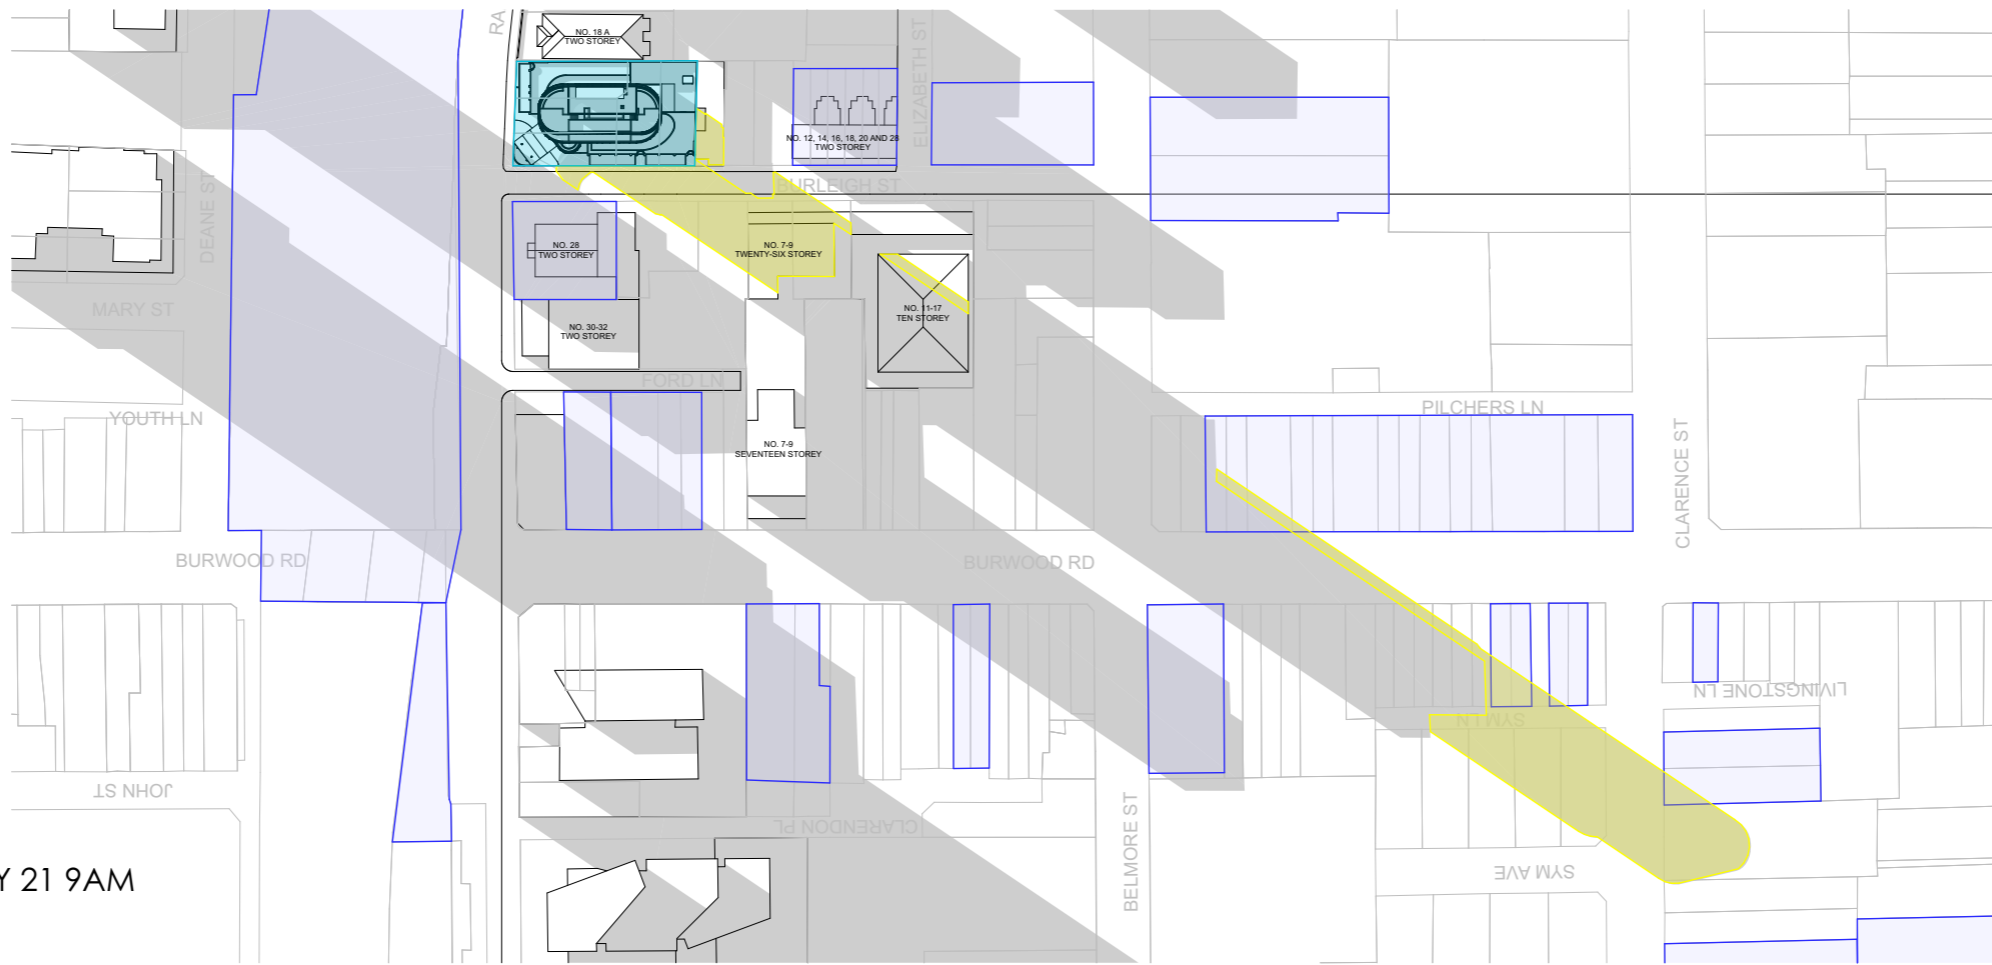 RA
NO. 18 A
TWO STOREY
ELIZABETH ST
NO. 12, 14, 16, 18, 20 AND 28
TWO STOREY
BURLEIGH ST
DEANE ST
NO. 28
TWO STOREY
NO. 7-9
TWENTY-SIX STOREY
MARY ST
NO. 11-17
TEN STOREY
NO. 30-32
TWO STOREY
FORD LN
YOUTH LN
PILCHERS LN
NO. 7-9
SEVENTEEN STOREY
CLARENCE ST
BURWOOD RD
BURWOOD RD
LIVINGSTONE LN
SYM LN
JOHN ST
CLARENDON PL
BELMORE ST
SYM AVE
Y 21 9AM